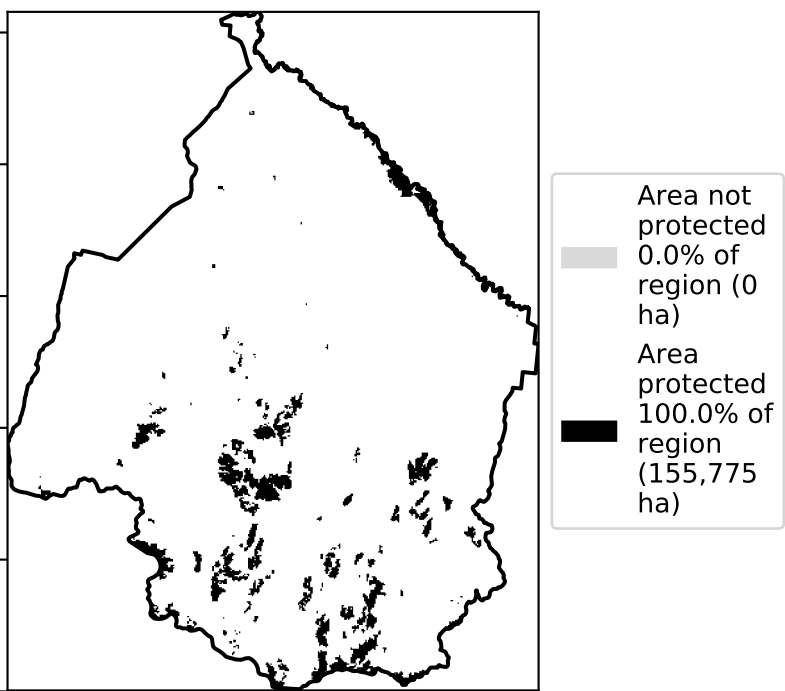 Area not
protected
0.0% of
region (0
ha)
Area
protected
100.0% of
region
(155,775
ha)